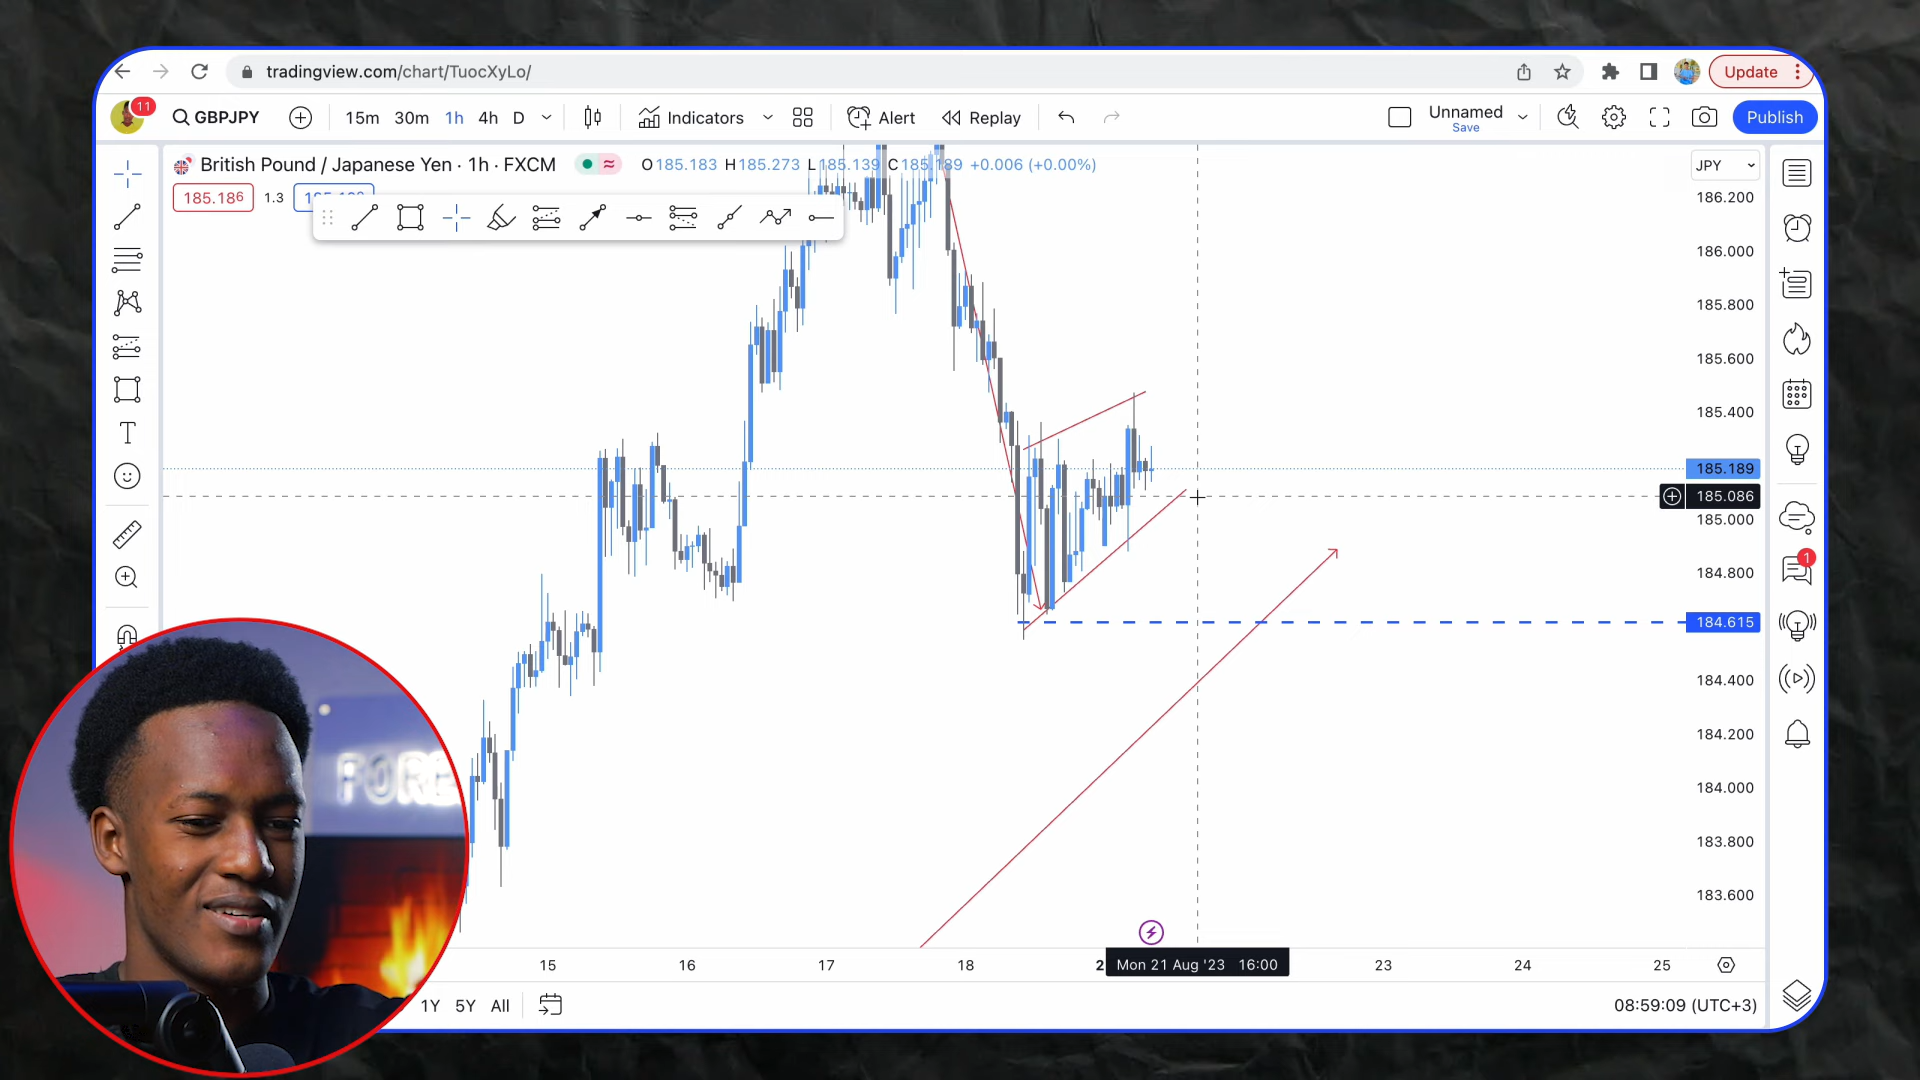 tradingview.com/chart/TuocXyLo/
Update
11
GBPJPY
15m 30m 1h 4h D
Indicators
Alert
Replay
Unnamed
Save
Publish
British Pound / Japanese Yen · 1h · FXCM
O185.183 H185.273 L185.139 C185.189 +0.006 (+0.00%)
JPY
185.186
1.3
186.200
186.000
185.800
185.600
185.400
185.189
185.086
185.000
184.800
184.615
184.400
184.200
184.000
183.800
183.600
1
T
FORE
15 16 17 18 2 Mon 21 Aug '23 16:00 23 24 25
1Y 5Y All
08:59:09 (UTC+3)